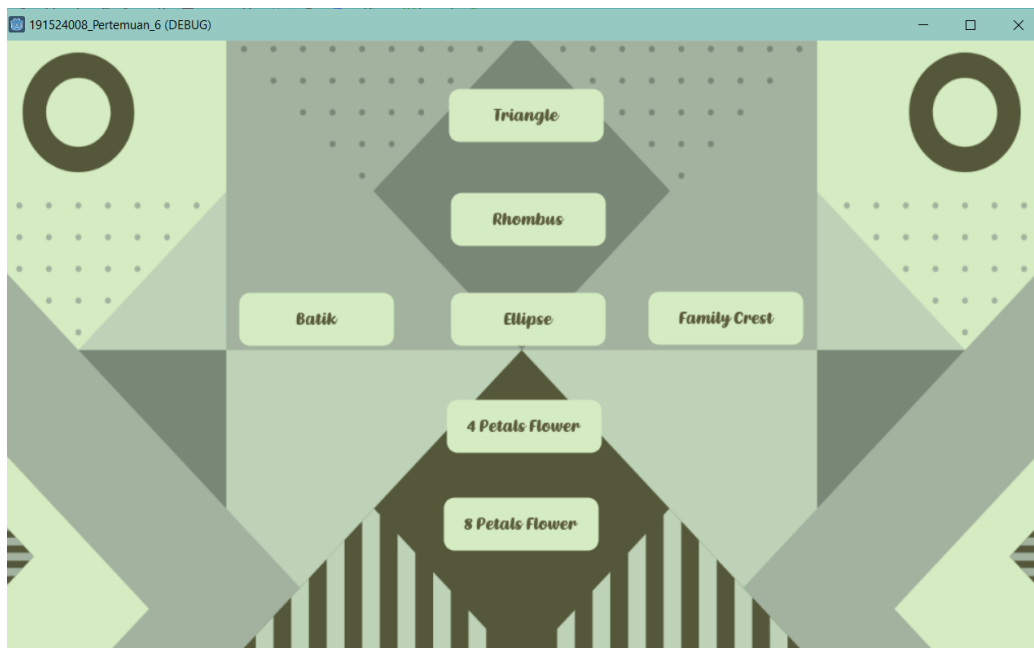 191524008_Pertemuan_6 (DEBUG)
Triangle
Rhombus
Batik
Ellipse
Family Crest
4 Petals Flower
8 Petals Flower